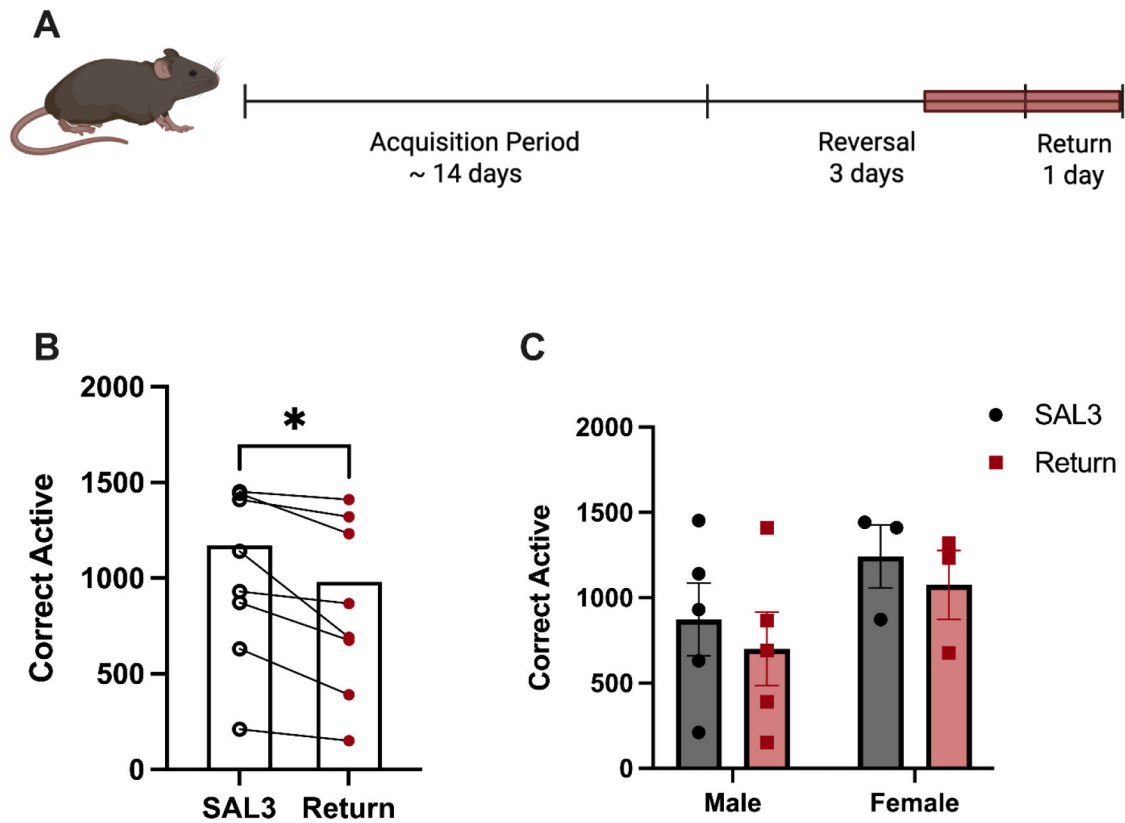 A
Acquisition Period
~ 14 days
Reversal
3 days
Return
1 day
B
Correct Active
2000
1500
1000
500
0
*
SAL3
Return
C
Correct Active
2000
1500
1000
500
0
Male
Female
SAL3
Return